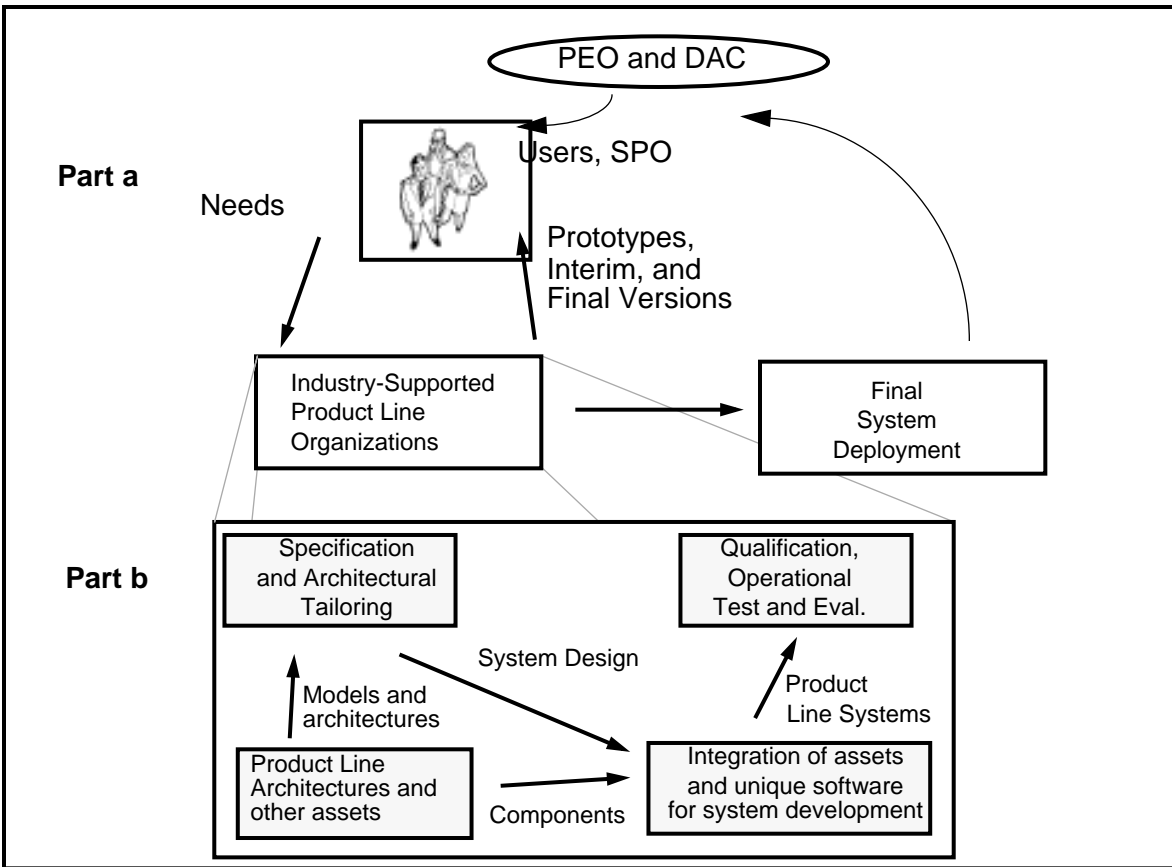 PEO and DAC
Users, SPO
Part a
Needs
Prototypes,
Interim, and
Final Versions
Industry-Supported
Product Line
Organizations
Final
System
Deployment
Part b
Specification
and Architectural
Tailoring
Qualification,
Operational
Test and Eval.
System Design
Models and
architectures
Product
Line Systems
Product Line
Architectures and
other assets
Components
Integration of assets
and unique software
for system development